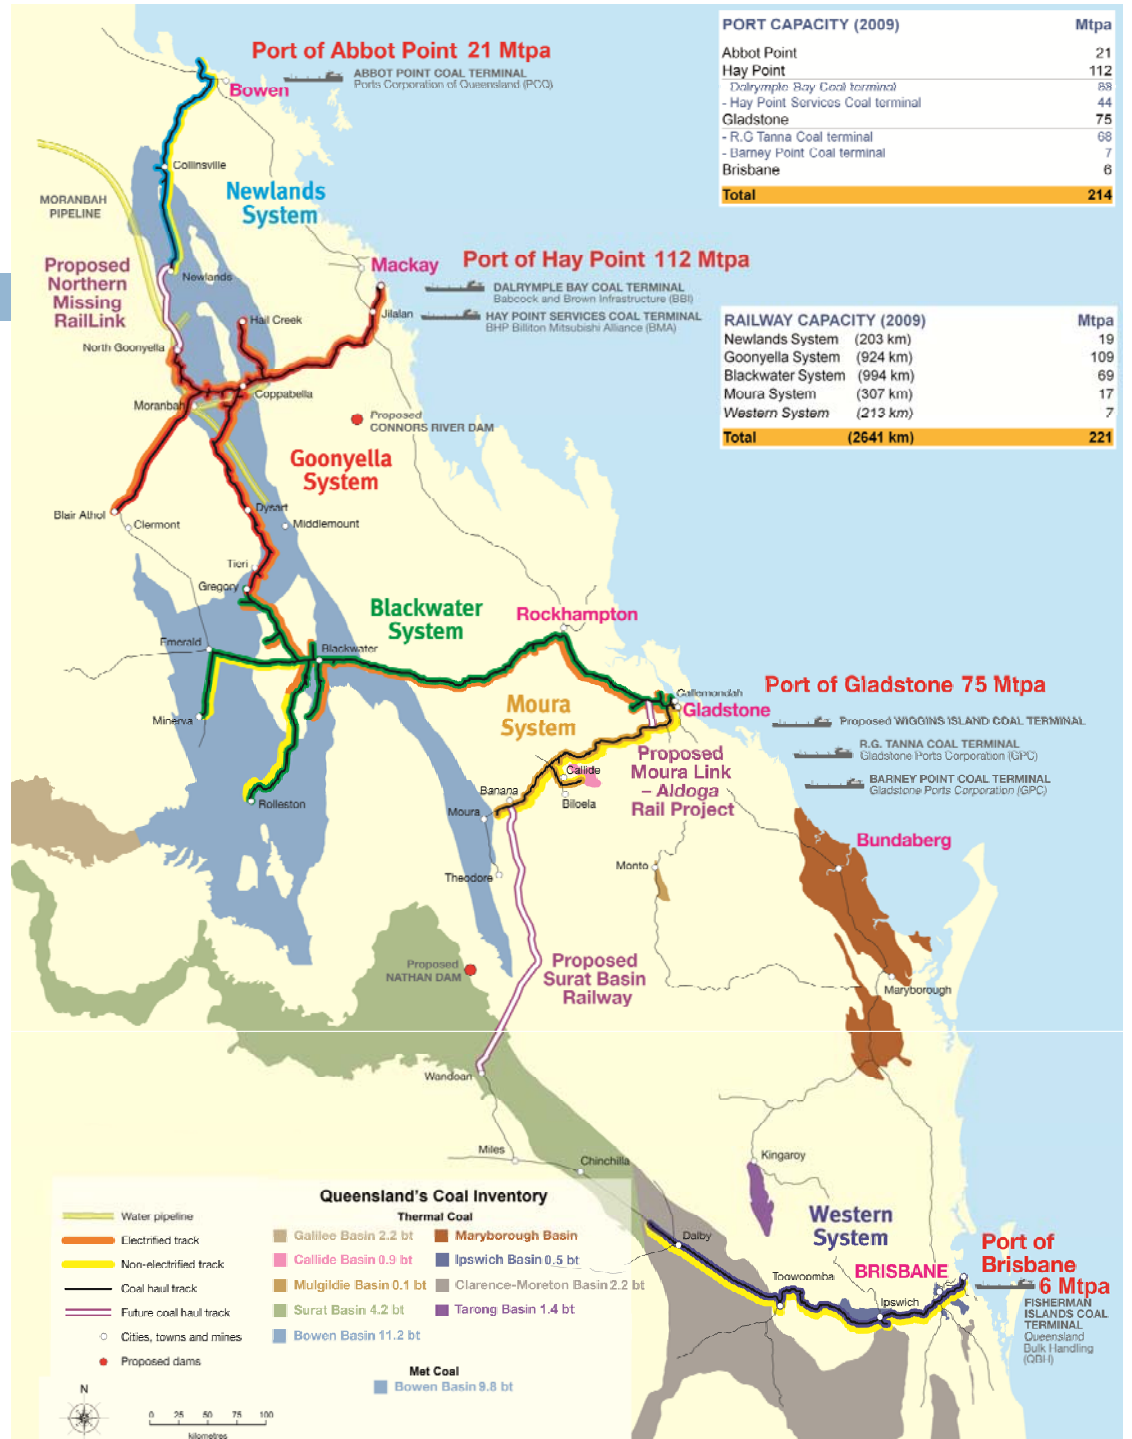 PORT CAPACITY (2009) Mtpa
Abbot Point 21
Hay Point 112
- Dalrymple Bay Coal terminal 68
- Hay Point Services Coal terminal 44
Gladstone 75
- R.G Tanna Coal terminal 68
- Barney Point Coal terminal 7
Brisbane 6
Total 214
Port of Abbot Point 21 Mtpa
ABBOT POINT COAL TERMINAL
Ports Corporation of Queensland (PCQ)
Bowen
Collinsville
Newlands
System
MORANBAH
PIPELINE
Proposed
Northern
Missing
RailLink
Newlands
Mackay
Port of Hay Point 112 Mtpa
DALRYMPLE BAY COAL TERMINAL
Babcock and Brown Infrastructure (BBI)
HAY POINT SERVICES COAL TERMINAL
BHP Billiton Mitsubishi Alliance (BMA)
Hail Creek
Jilalan
North Goonyella
RAILWAY CAPACITY (2009) Mtpa
Newlands System (203 km) 19
Goonyella System (924 km) 109
Blackwater System (994 km) 69
Moura System (307 km) 17
Western System (213 km) 7
Total (2641 km) 221
Coppabella
Moranbah
Proposed
CONNORS RIVER DAM
Goonyella
System
Blair Athol
Clermont
Dysart
Middlemount
Tieri
Gregory
Blackwater
System
Rockhampton
Emerald
Blackwater
Minerva
Rolleston
Moura
System
Callemondah
Gladstone
Port of Gladstone 75 Mtpa
Proposed WIGGINS ISLAND COAL TERMINAL
R.G. TANNA COAL TERMINAL
Gladstone Ports Corporation (GPC)
BARNEY POINT COAL TERMINAL
Gladstone Ports Corporation (GPC)
Proposed
Moura Link
– Aldoga
Rail Project
Callide
Banana
Biloela
Moura
Theodore
Monto
Bundaberg
Maryborough
Proposed
NATHAN DAM
Proposed
Surat Basin
Railway
Wandoan
Miles
Chinchilla
Kingaroy
Dalby
Toowoomba
Western
System
BRISBANE
Ipswich
Port of
Brisbane
6 Mtpa
FISHERMAN
ISLANDS COAL
TERMINAL
Queensland
Bulk Handling
(QBH)
Queensland's Coal Inventory
Thermal Coal
Water pipeline
Electrified track
Non-electrified track
Coal haul track
Future coal haul track
Cities, towns and mines
Proposed dams
Galilee Basin 2.2 bt
Callide Basin 0.9 bt
Mulgildie Basin 0.1 bt
Surat Basin 4.2 bt
Bowen Basin 11.2 bt
Maryborough Basin
Ipswich Basin 0.5 bt
Clarence-Moreton Basin 2.2 bt
Tarong Basin 1.4 bt
Met Coal
Bowen Basin 9.8 bt
N
0 25 50 75 100
kilometres